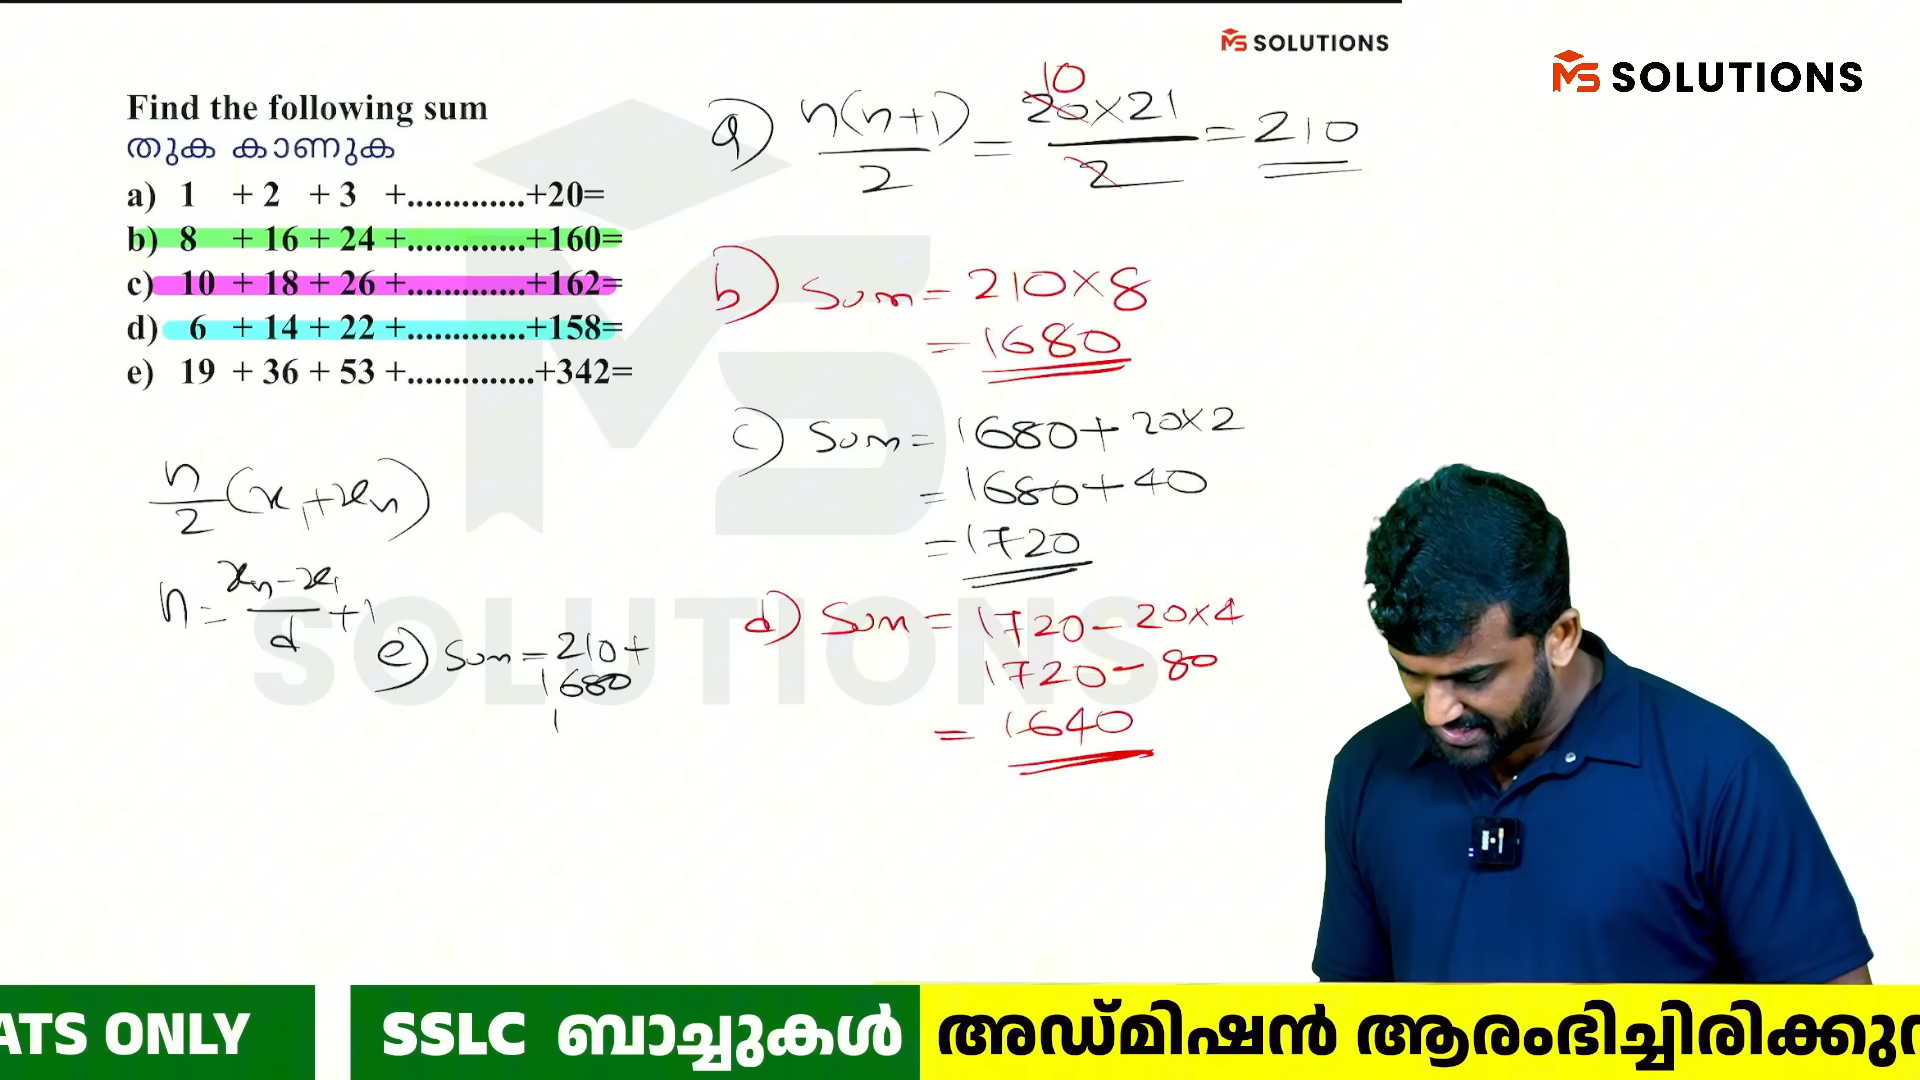 MS SOLUTIONS
MS SOLUTIONS
Find the following sum
തുക കാണുക
a) 1 + 2 + 3 +.............+20=
b) 8 + 16 + 24 +.............+160=
c) 10 + 18 + 26 +.............+162=
d) 6 + 14 + 22 +.............+158=
e) 19 + 36 + 53 +..............+342=
n/2 (x₁+xₙ)
n = xₙ-x₁/d +1
e) Sum = 210+
1680
1
a) n(n+1)/2 = 20×21/2 = 210
10
b) Sum = 210×8
= 1680
c) Sum = 1680+20×2
= 1680+40
= 1720
d) Sum = 1720-20×4
1720-80
= 1640
MS
SOLUTIONS
ATS ONLY
SSLC ബാച്ചുകൾ
അഡ്മിഷൻ